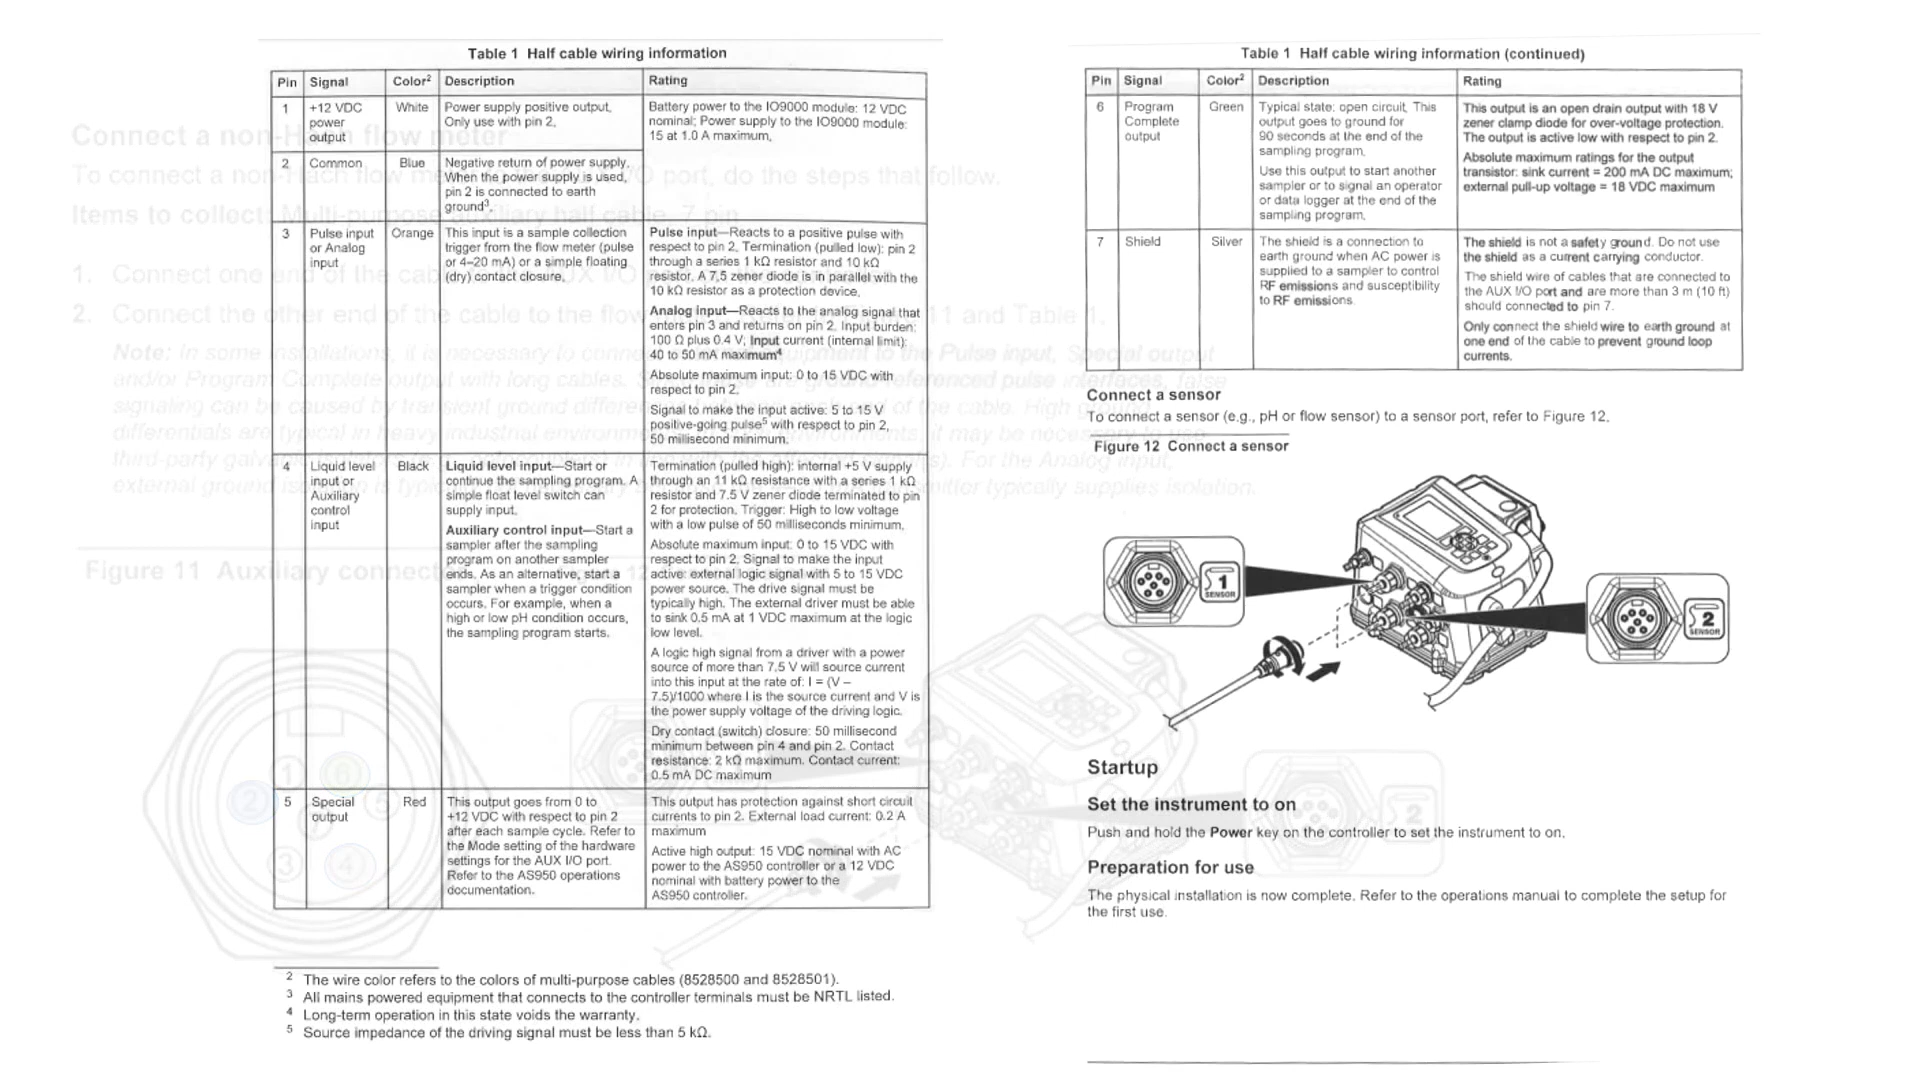 Table 1 Half cable wiring information
Pin Signal Color2 Description Rating
1 +12 VDC power output White Power supply positive output. Only use with pin 2. Battery power to the IO9000 module: 12 VDC nominal; Power supply to the IO9000 module: 15 at 1.0 A maximum.
2 Common Blue Negative return of power supply. When the power supply is used, pin 2 is connected to earth ground3.
3 Pulse input or Analog input Orange This input is a sample collection trigger from the flow meter (pulse or 4–20 mA) or a simple floating (dry) contact closure.
Pulse input—Reacts to a positive pulse with respect to pin 2. Termination (pulled low): pin 2 through a series 1 kΩ resistor and 10 kΩ resistor. A 7.5 zener diode is in parallel with the 10 kΩ resistor as a protection device.
Analog input—Reacts to the analog signal that enters pin 3 and returns on pin 2. Input burden: 100 Ω plus 0.4 V; Input current (internal limit): 40 to 50 mA maximum4
Absolute maximum input: 0 to 15 VDC with respect to pin 2.
Signal to make the input active: 5 to 15 V positive-going pulse5 with respect to pin 2, 50 millisecond minimum.
4 Liquid level input or Auxiliary control input Black Liquid level input—Start or continue the sampling program. A simple float level switch can supply input.
Auxiliary control input—Start a sampler after the sampling program on another sampler ends. As an alternative, start a sampler when a trigger condition occurs. For example, when a high or low pH condition occurs, the sampling program starts.
Termination (pulled high): internal +5 V supply through an 11 kΩ resistance with a series 1 kΩ resistor and 7.5 V zener diode terminated to pin 2 for protection. Trigger: High to low voltage with a low pulse of 50 milliseconds minimum.
Absolute maximum input: 0 to 15 VDC with respect to pin 2. Signal to make the input active: external logic signal with 5 to 15 VDC power source. The drive signal must be typically high. The external driver must be able to sink 0.5 mA at 1 VDC maximum at the logic low level.
A logic high signal from a driver with a power source of more than 7.5 V will source current into this input at the rate of: I = (V – 7.5)/1000 where I is the source current and V is the power supply voltage of the driving logic.
Dry contact (switch) closure: 50 millisecond minimum between pin 4 and pin 2. Contact resistance: 2 kΩ maximum. Contact current: 0.5 mA DC maximum
5 Special output Red This output goes from 0 to +12 VDC with respect to pin 2 after each sample cycle. Refer to the Mode setting of the hardware settings for the AUX I/O port. Refer to the AS950 operations documentation.
This output has protection against short circuit currents to pin 2. External load current: 0.2 A maximum
Active high output: 15 VDC nominal with AC power to the AS950 controller or a 12 VDC nominal with battery power to the AS950 controller.
2 The wire color refers to the colors of multi-purpose cables (8528500 and 8528501).
3 All mains powered equipment that connects to the controller terminals must be NRTL listed.
4 Long-term operation in this state voids the warranty.
5 Source impedance of the driving signal must be less than 5 kΩ.
Table 1 Half cable wiring information (continued)
Pin Signal Color2 Description Rating
6 Program Complete output Green Typical state: open circuit. This output goes to ground for 90 seconds at the end of the sampling program.
Use this output to start another sampler or to signal an operator or data logger at the end of the sampling program.
This output is an open drain output with 18 V zener clamp diode for over-voltage protection. The output is active low with respect to pin 2.
Absolute maximum ratings for the output transistor: sink current = 200 mA DC maximum; external pull-up voltage = 18 VDC maximum
7 Shield Silver The shield is a connection to earth ground when AC power is supplied to a sampler to control RF emissions and susceptibility to RF emissions.
The shield is not a safety ground. Do not use the shield as a current carrying conductor.
The shield wire of cables that are connected to the AUX I/O port and are more than 3 m (10 ft) should connected to pin 7.
Only connect the shield wire to earth ground at one end of the cable to prevent ground loop currents.
Connect a sensor
To connect a sensor (e.g., pH or flow sensor) to a sensor port, refer to Figure 12.
Figure 12 Connect a sensor
1 SENSOR
2 SENSOR
Startup
Set the instrument to on
Push and hold the Power key on the controller to set the instrument to on.
Preparation for use
The physical installation is now complete. Refer to the operations manual to complete the setup for
the first use.
Connect a non-Hach flow meter
Items to collect: Multi-purpose auxiliary half cable, 7 pin
Figure 11 Auxiliary connec